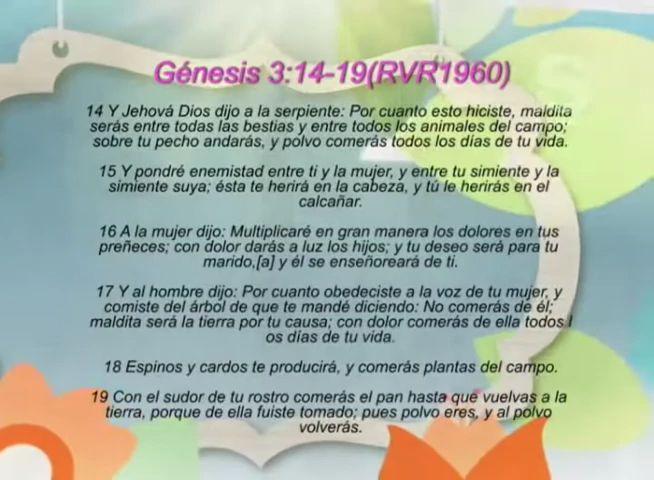 Génesis 3:14-19(RVR1960)
14 Y Jehová Dios dijo a la serpiente: Por cuanto esto hiciste, maldita
serás entre todas las bestias y entre todos los animales del campo;
sobre tu pecho andarás, y polvo comerás todos los días de tu vida.
15 Y pondré enemistad entre ti y la mujer, y entre tu simiente y la
simiente suya; ésta te herirá en la cabeza, y tú le herirás en el
calcañar.
16 A la mujer dijo: Multiplicaré en gran manera los dolores en tus
preñeces; con dolor darás a luz los hijos; y tu deseo será para tu
marido,[a] y él se enseñoreará de ti.
17 Y al hombre dijo: Por cuanto obedeciste a la voz de tu mujer, y
comiste del árbol de que te mandé diciendo: No comerás de él;
maldita será la tierra por tu causa; con dolor comerás de ella todos l
os días de tu vida.
18 Espinos y cardos te producirá, y comerás plantas del campo.
19 Con el sudor de tu rostro comerás el pan hasta que vuelvas a la
tierra, porque de ella fuiste tomado; pues polvo eres, y al polvo
volverás.